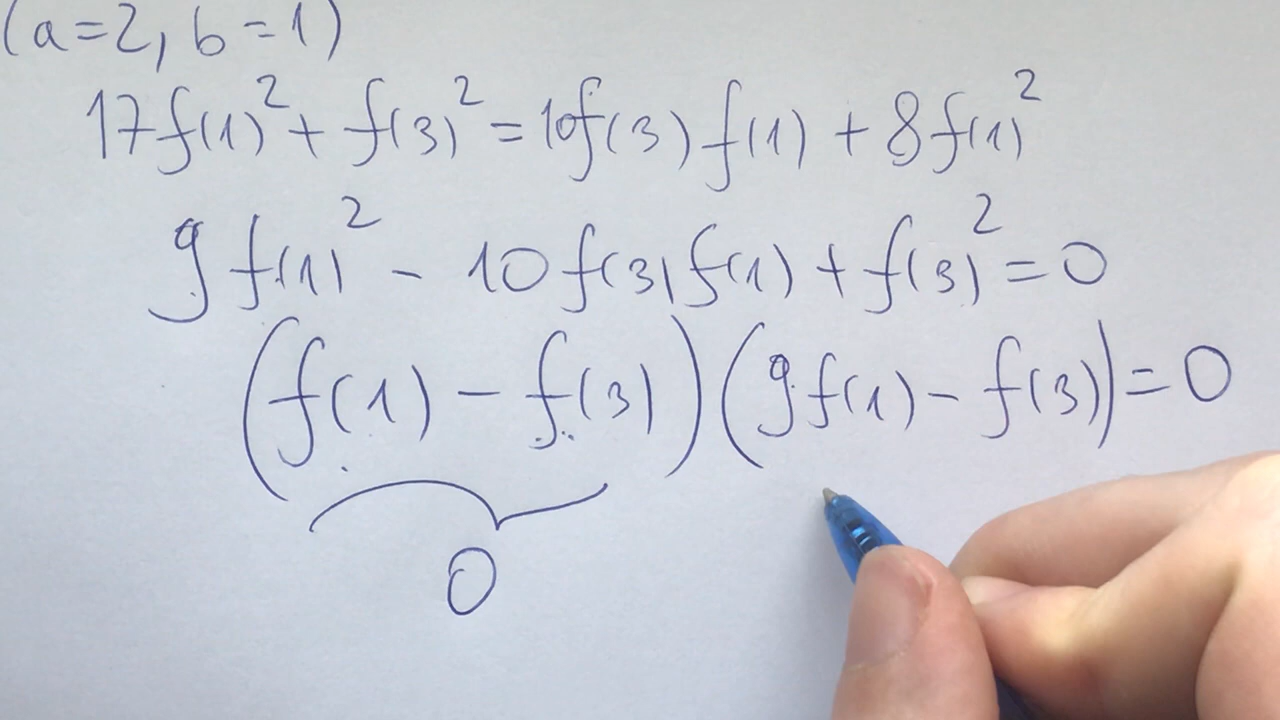 (a=2, b=1)
17f(1)² + f(3)² = 10f(3)f(1) + 8f(1)²
9f(1)² - 10f(3)f(1) + f(3)² = 0
(f(1) - f(3))(9f(1) - f(3)) = 0
0